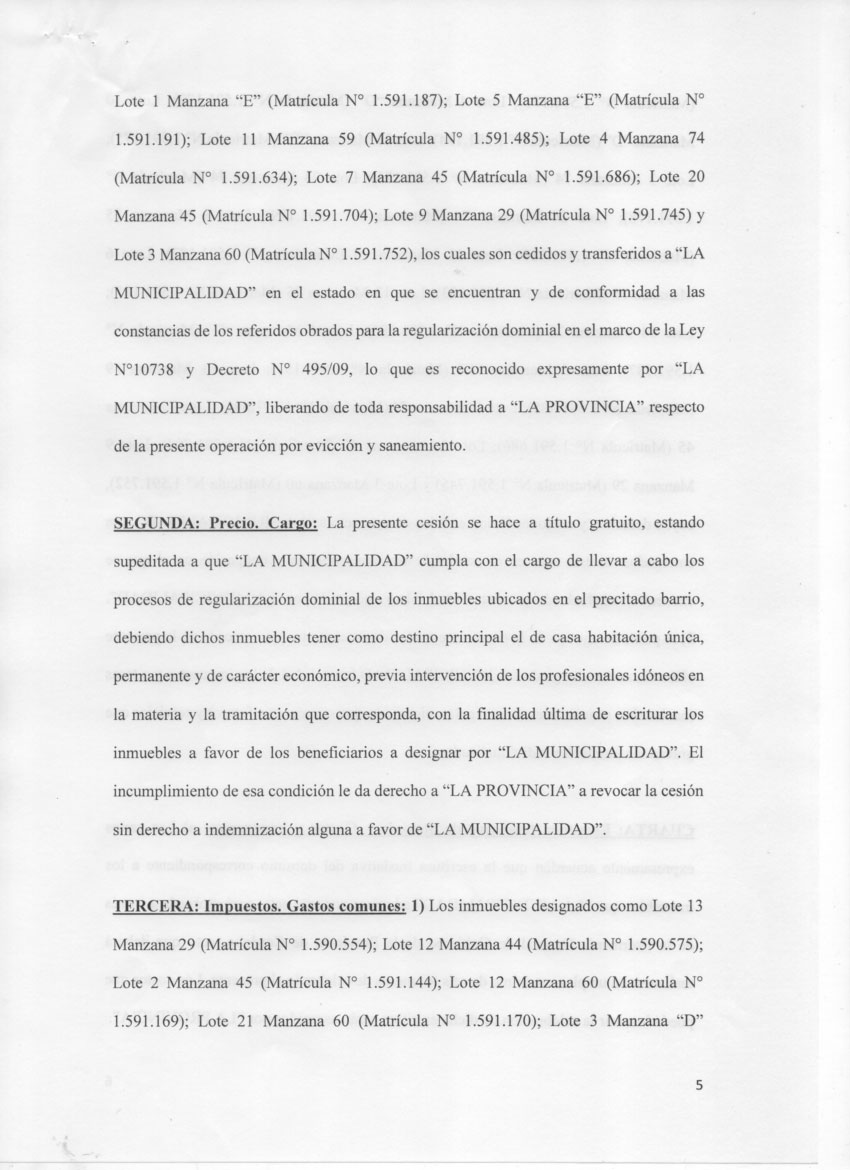 Lote 1 Manzana “E” (Matrícula N° 1.591.187); Lote 5 Manzana “E” (Matrícula N°
1.591.191); Lote 11 Manzana 59 (Matrícula N° 1.591.485); Lote 4 Manzana 74
(Matrícula N° 1.591.634); Lote 7 Manzana 45 (Matrícula N° 1.591.686); Lote 20
Manzana 45 (Matrícula N° 1.591.704); Lote 9 Manzana 29 (Matrícula N° 1.591.745) y
Lote 3 Manzana 60 (Matrícula N° 1.591.752), los cuales son cedidos y transferidos a “LA
MUNICIPALIDAD” en el estado en que se encuentran y de conformidad a las
constancias de los referidos obrados para la regularización dominial en el marco de la Ley
N°10738 y Decreto N° 495/09, lo que es reconocido expresamente por “LA
MUNICIPALIDAD”, liberando de toda responsabilidad a “LA PROVINCIA” respecto
de la presente operación por evicción y saneamiento.
SEGUNDA: Precio. Cargo: La presente cesión se hace a título gratuito, estando
supeditada a que “LA MUNICIPALIDAD” cumpla con el cargo de llevar a cabo los
procesos de regularización dominial de los inmuebles ubicados en el precitado barrio,
debiendo dichos inmuebles tener como destino principal el de casa habitación única,
permanente y de carácter económico, previa intervención de los profesionales idóneos en
la materia y la tramitación que corresponda, con la finalidad última de escriturar los
inmuebles a favor de los beneficiarios a designar por “LA MUNICIPALIDAD”. El
incumplimiento de esa condición le da derecho a “LA PROVINCIA” a revocar la cesión
sin derecho a indemnización alguna a favor de “LA MUNICIPALIDAD”.
TERCERA: Impuestos. Gastos comunes: 1) Los inmuebles designados como Lote 13
Manzana 29 (Matrícula N° 1.590.554); Lote 12 Manzana 44 (Matrícula N° 1.590.575);
Lote 2 Manzana 45 (Matrícula N° 1.591.144); Lote 12 Manzana 60 (Matrícula N°
1.591.169); Lote 21 Manzana 60 (Matrícula N° 1.591.170); Lote 3 Manzana “D”
5